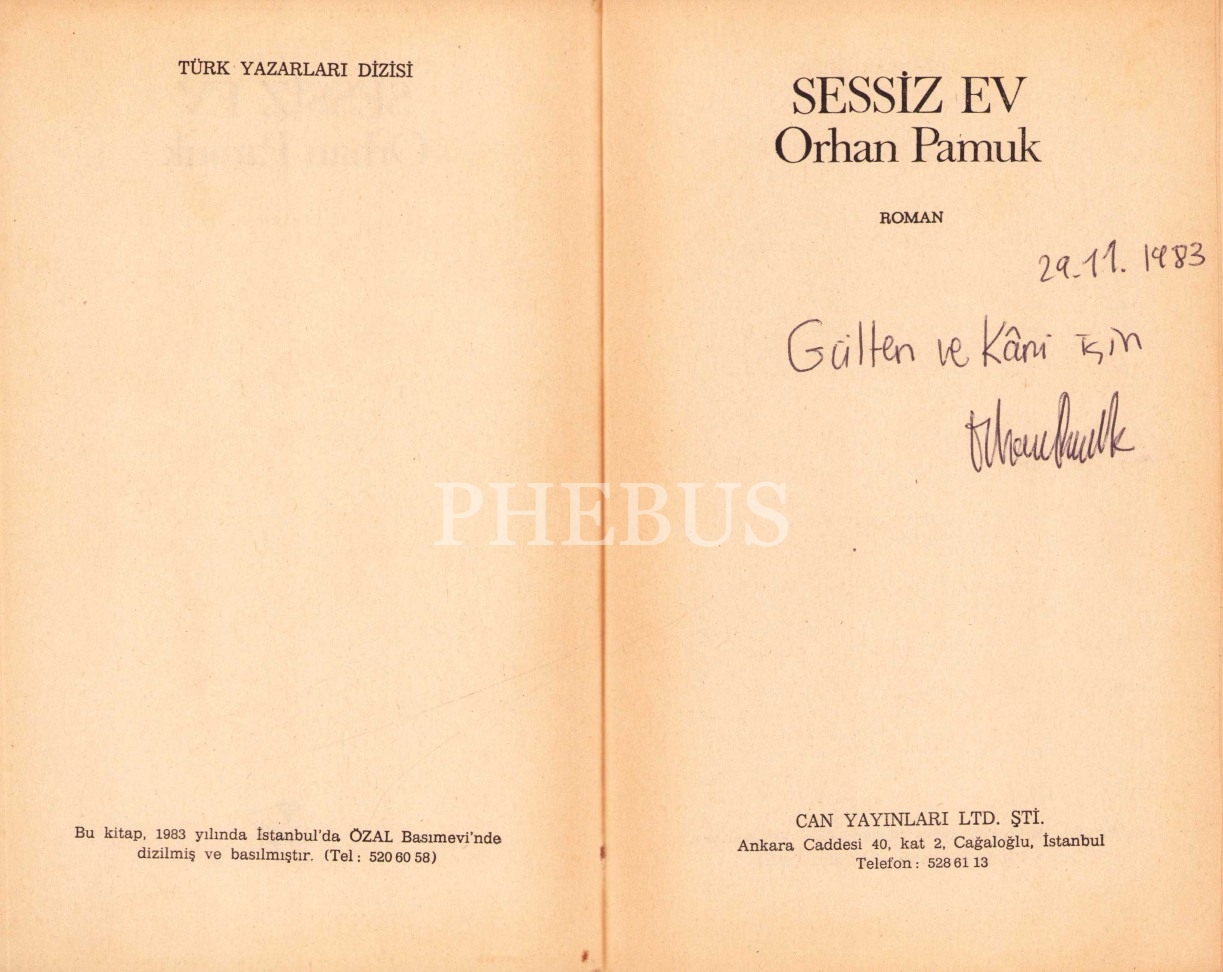 TÜRK YAZARLARI DİZİSİ
Bu kitap, 1983 yılında İstanbul'da ÖZAL Basımevi'nde
dizilmiş ve basılmıştır. (Tel : 520 60 58)
SESSİZ EV
Orhan Pamuk
ROMAN
29.11.1983
Gülten ve Kâni için
Orhan Pamuk
CAN YAYINLARI LTD. ŞTİ.
Ankara Caddesi 40, kat 2, Cağaloğlu, İstanbul
Telefon : 528 61 13
PHEBUS